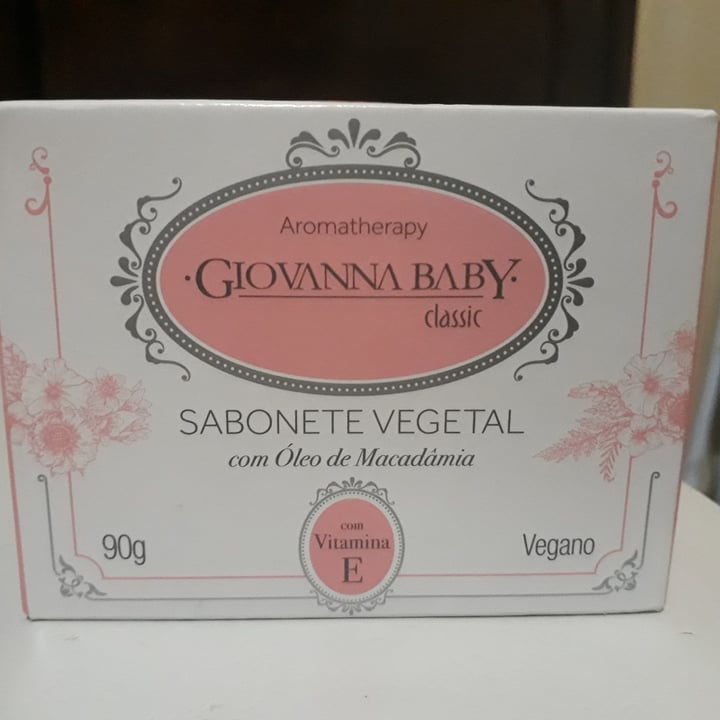 Aromatherapy
·GIOVANNA BABY·
classic
SABONETE VEGETAL
com Óleo de Macadâmia
com
Vitamina
E
90g
Vegano